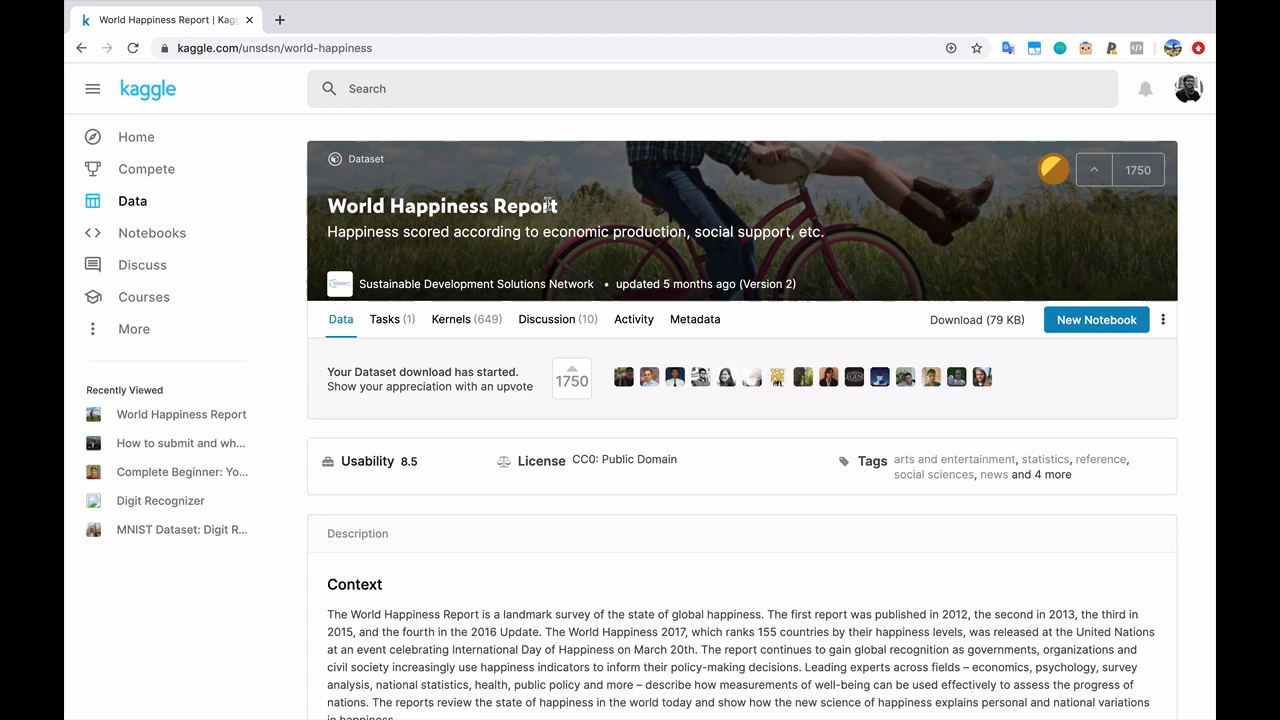 World Happiness Report | Kagg
kaggle.com/unsdsn/world-happiness
kaggle
Search
Home
Compete
Data
Notebooks
Discuss
Courses
More
Recently Viewed
World Happiness Report
How to submit and wh...
Complete Beginner: Yo...
Digit Recognizer
MNIST Dataset: Digit R...
Dataset
1750
World Happiness Report
Happiness scored according to economic production, social support, etc.
Sustainable Development Solutions Network • updated 5 months ago (Version 2)
Data Tasks (1) Kernels (649) Discussion (10) Activity Metadata Download (79 KB) New Notebook
Your Dataset download has started.
Show your appreciation with an upvote
1750
Usability 8.5 License CC0: Public Domain Tags arts and entertainment, statistics, reference,
social sciences, news and 4 more
Description
Context
The World Happiness Report is a landmark survey of the state of global happiness. The first report was published in 2012, the second in 2013, the third in
2015, and the fourth in the 2016 Update. The World Happiness 2017, which ranks 155 countries by their happiness levels, was released at the United Nations
at an event celebrating International Day of Happiness on March 20th. The report continues to gain global recognition as governments, organizations and
civil society increasingly use happiness indicators to inform their policy-making decisions. Leading experts across fields – economics, psychology, survey
analysis, national statistics, health, public policy and more – describe how measurements of well-being can be used effectively to assess the progress of
nations. The reports review the state of happiness in the world today and show how the new science of happiness explains personal and national variations
in happiness.